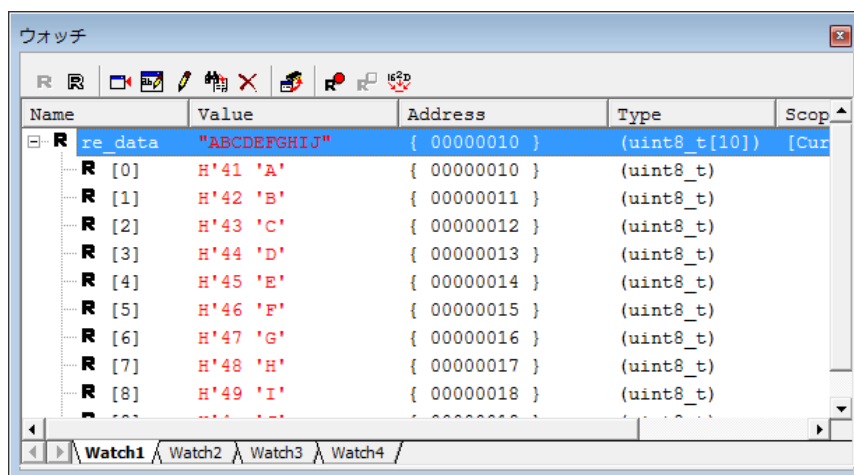 ウォッチ
Name Value Address Type Scop
R re_data "ABCDEFGHIJ" { 00000010 } (uint8_t[10]) [Cur
R [0] H'41 'A' { 00000010 } (uint8_t)
R [1] H'42 'B' { 00000011 } (uint8_t)
R [2] H'43 'C' { 00000012 } (uint8_t)
R [3] H'44 'D' { 00000013 } (uint8_t)
R [4] H'45 'E' { 00000014 } (uint8_t)
R [5] H'46 'F' { 00000015 } (uint8_t)
R [6] H'47 'G' { 00000016 } (uint8_t)
R [7] H'48 'H' { 00000017 } (uint8_t)
R [8] H'49 'I' { 00000018 } (uint8_t)
Watch1 Watch2 Watch3 Watch4